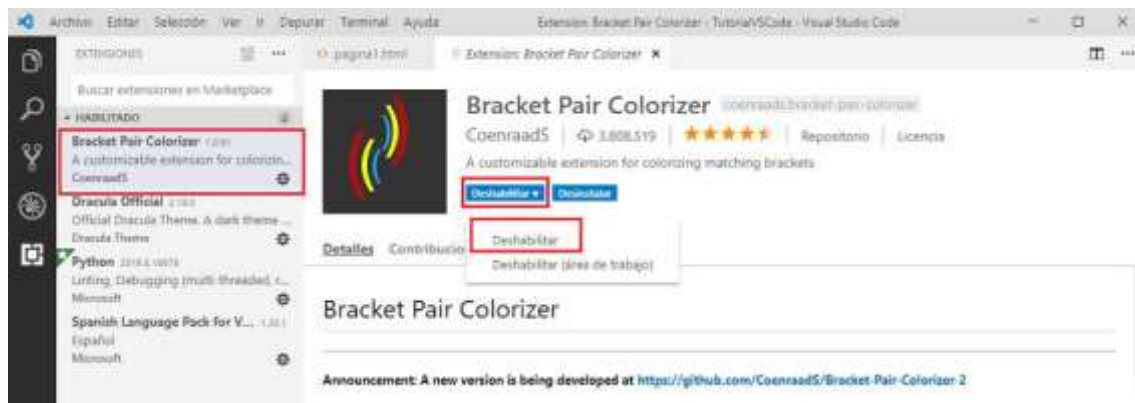 Archivo Editar Selección Ver Ir Depurar Terminal Ayuda
Extension: Bracket Pair Colorizer - TutorialVSCode - Visual Studio Code
EXTENSIONES
pagina1.html
Extension: Bracket Pair Colorizer
Buscar extensiones en Marketplace
HABILITADO
Bracket Pair Colorizer
A customizable extension for colorizin...
CoenraadS
Dracula Official
Official Dracula Theme. A dark theme ...
Dracula Theme
Python
Linting, Debugging (multi-threaded, r...
Microsoft
Spanish Language Pack for V...
Español
Microsoft
Bracket Pair Colorizer coenraads.bracket-pair-colorizer
CoenraadS 3.808.519 Repositorio Licencia
A customizable extension for colorizing matching brackets
Deshabilitar Desinstalar
Deshabilitar
Deshabilitar (área de trabajo)
Detalles Contribucio
Bracket Pair Colorizer
Announcement: A new version is being developed at https://github.com/CoenraadS/Bracket-Pair-Colorizer-2